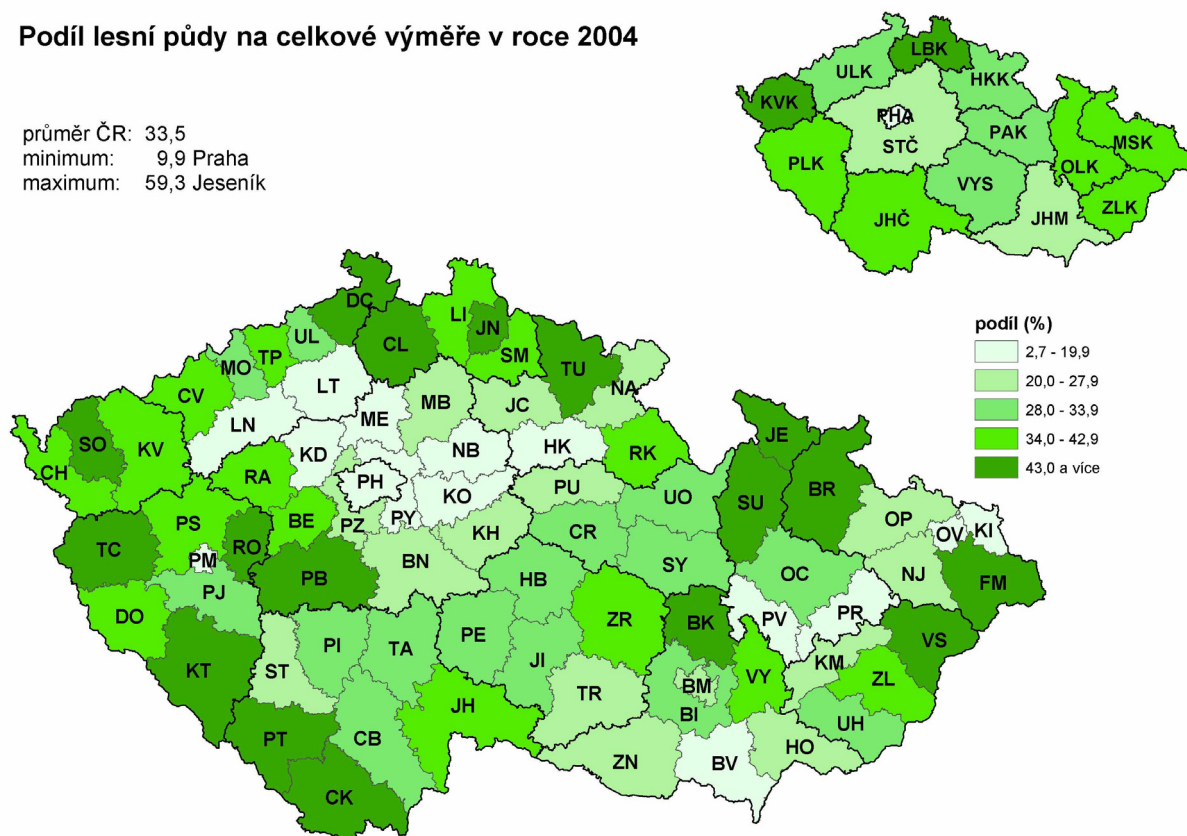 Podíl lesní půdy na celkové výměře v roce 2004
průměr ČR: 33,5
minimum: 9,9 Praha
maximum: 59,3 Jeseník
LBK
ULK
HKK
KVK
PHA
PAK
STČ
MSK
PLK
OLK
VYS
ZLK
JHČ
JHM
podíl (%)
2,7 - 19,9
20,0 - 27,9
28,0 - 33,9
34,0 - 42,9
43,0 a více
DC
LI
JN
UL
CL
TP
SM
MO
TU
LT
NA
CV
MB
JC
ME
LN
SO
NB
HK
KV
KD
RK
JE
CH
RA
PH
PU
KO
UO
SU
BR
PS
BE
PZ
PY
OP
KH
CR
OV
KI
TC
RO
PM
BN
SY
OC
NJ
PB
HB
FM
PJ
DO
PR
PV
ZR
BK
PI
TA
PE
VS
KT
ST
JI
KM
ZL
VY
BM
TR
JH
BI
UH
PT
CB
HO
ZN
BV
CK